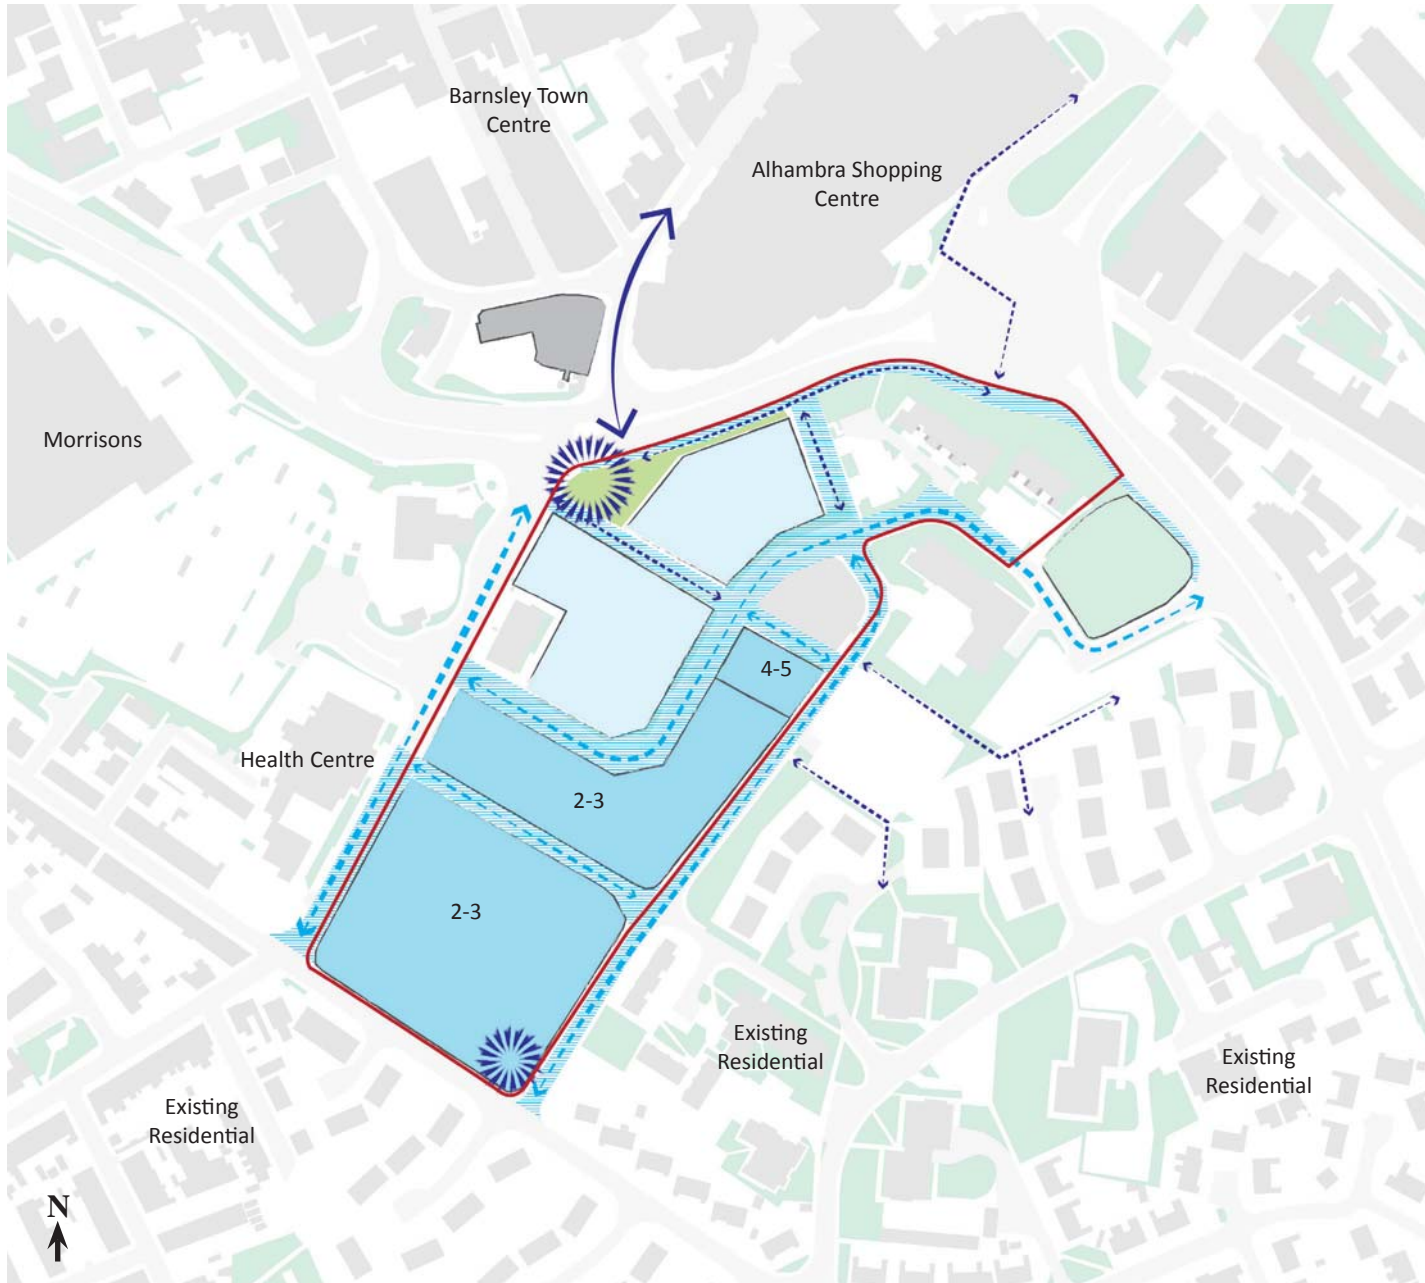 Barnsley Town
Centre
Alhambra Shopping
Centre
Morrisons
4-5
Health Centre
2-3
2-3
Existing
Residential
Existing
Residential
Existing
Residential
N